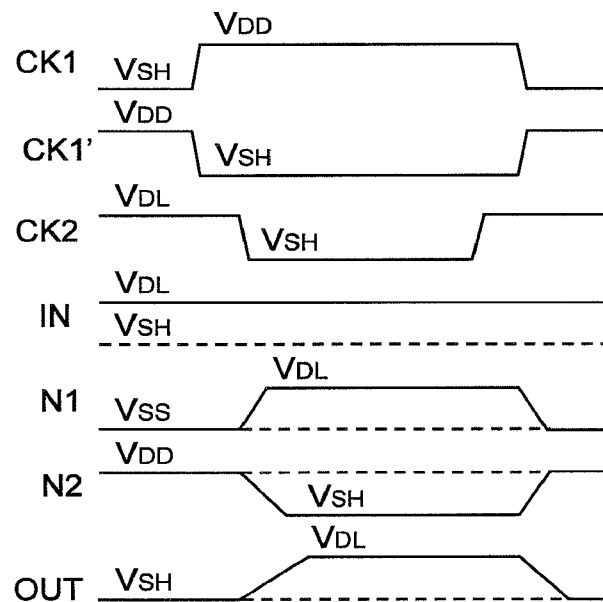 VDD
CK1 VSH
VDD
CK1' VSH
VDL
CK2 VSH
VDL
IN
VSH
VDL
N1 VSS
VDD
N2 VSH
VDL
OUT VSH